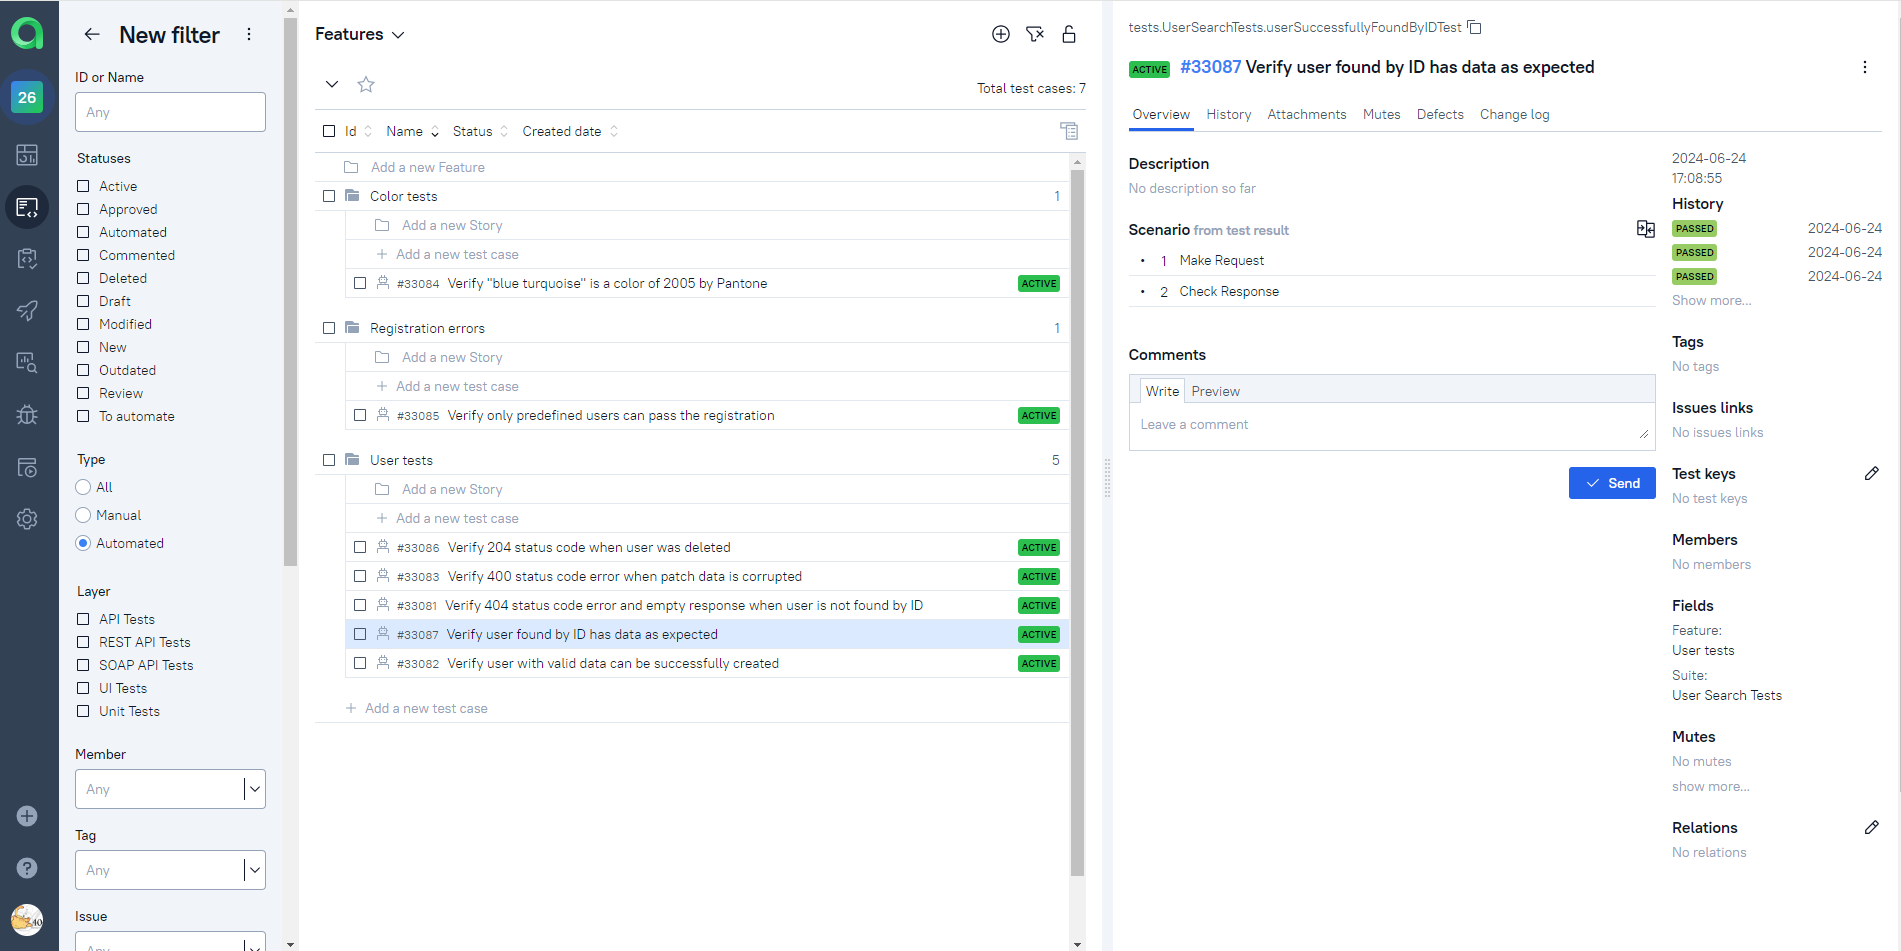 26
New filter
ID or Name
Any
Statuses
Active
Approved
Automated
Commented
Deleted
Draft
Modified
New
Outdated
Review
To automate
Type
All
Manual
Automated
Layer
API Tests
REST API Tests
SOAP API Tests
UI Tests
Unit Tests
Member
Any
Tag
Any
Issue
Any
Features
Total test cases: 7
Id Name Status Created date
Add a new Feature
Color tests 1
Add a new Story
Add a new test case
#33084 Verify "blue turquoise" is a color of 2005 by Pantone ACTIVE
Registration errors 1
Add a new Story
Add a new test case
#33085 Verify only predefined users can pass the registration ACTIVE
User tests 5
Add a new Story
Add a new test case
#33086 Verify 204 status code when user was deleted ACTIVE
#33083 Verify 400 status code error when patch data is corrupted ACTIVE
#33081 Verify 404 status code error and empty response when user is not found by ID ACTIVE
#33087 Verify user found by ID has data as expected ACTIVE
#33082 Verify user with valid data can be successfully created ACTIVE
Add a new test case
tests.UserSearchTests.userSuccessfullyFoundByIDTest
ACTIVE #33087 Verify user found by ID has data as expected
Overview History Attachments Mutes Defects Change log
Description
No description so far
Scenario from test result
• 1 Make Request
• 2 Check Response
Comments
Write Preview
Leave a comment
Send
2024-06-24
17:08:55
History
PASSED 2024-06-24
PASSED 2024-06-24
PASSED 2024-06-24
Show more...
Tags
No tags
Issues links
No issues links
Test keys
No test keys
Members
No members
Fields
Feature:
User tests
Suite:
User Search Tests
Mutes
No mutes
show more...
Relations
No relations